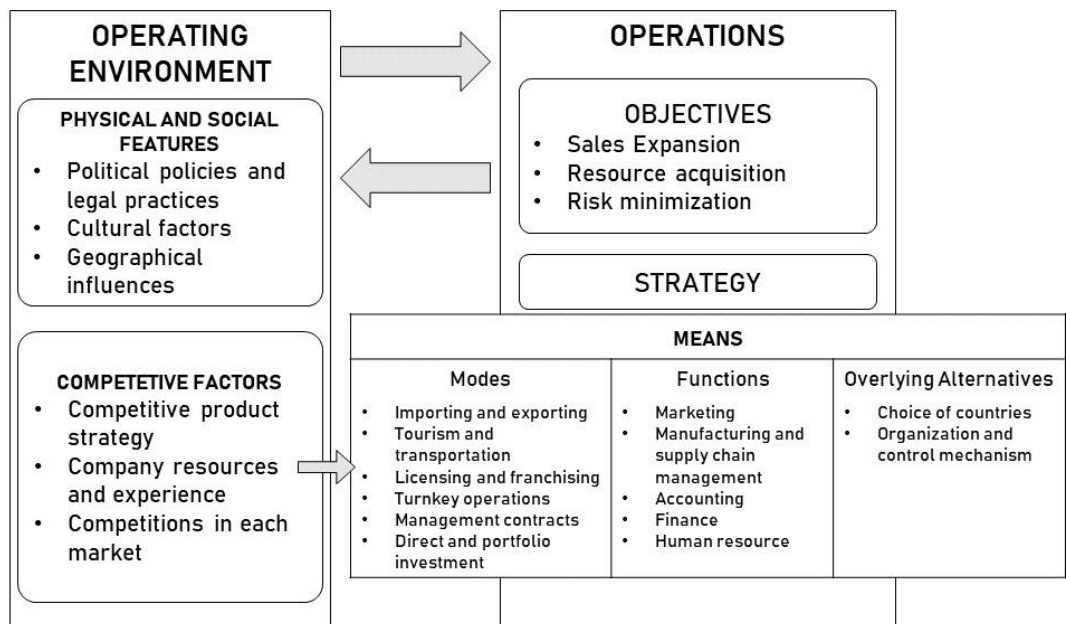 OPERATING
ENVIRONMENT
PHYSICAL AND SOCIAL
FEATURES
• Political policies and
legal practices
• Cultural factors
• Geographical
influences
COMPETETIVE FACTORS
• Competitive product
strategy
• Company resources
and experience
• Competitions in each
market
OPERATIONS
OBJECTIVES
• Sales Expansion
• Resource acquisition
• Risk minimization
STRATEGY
MEANS
Modes
• Importing and exporting
• Tourism and
transportation
• Licensing and franchising
• Turnkey operations
• Management contracts
• Direct and portfolio
investment
Functions
• Marketing
• Manufacturing and
supply chain
management
• Accounting
• Finance
• Human resource
Overlying Alternatives
• Choice of countries
• Organization and
control mechanism